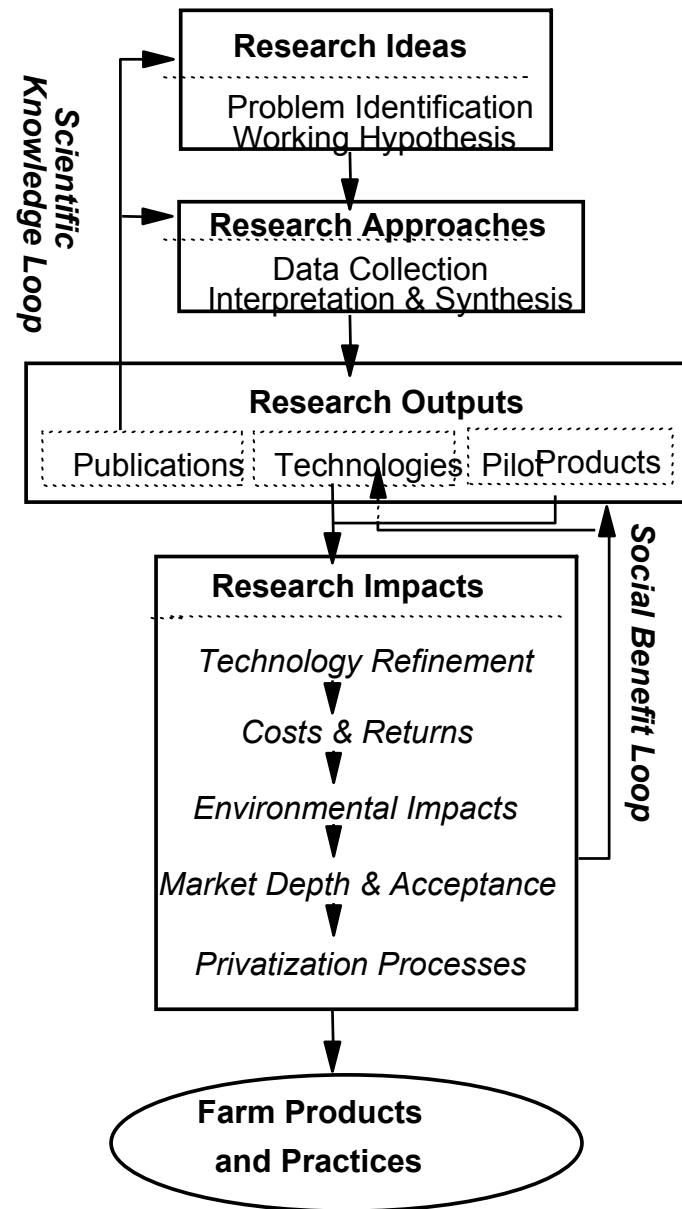 Research Ideas
Problem Identification
Working Hypothesis
Scientific
Knowledge Loop
Research Approaches
Data Collection
Interpretation & Synthesis
Research Outputs
Publications
Technologies
Pilot Products
Research Impacts
Technology Refinement
Costs & Returns
Environmental Impacts
Market Depth & Acceptance
Privatization Processes
Social Benefit Loop
Farm Products
and Practices